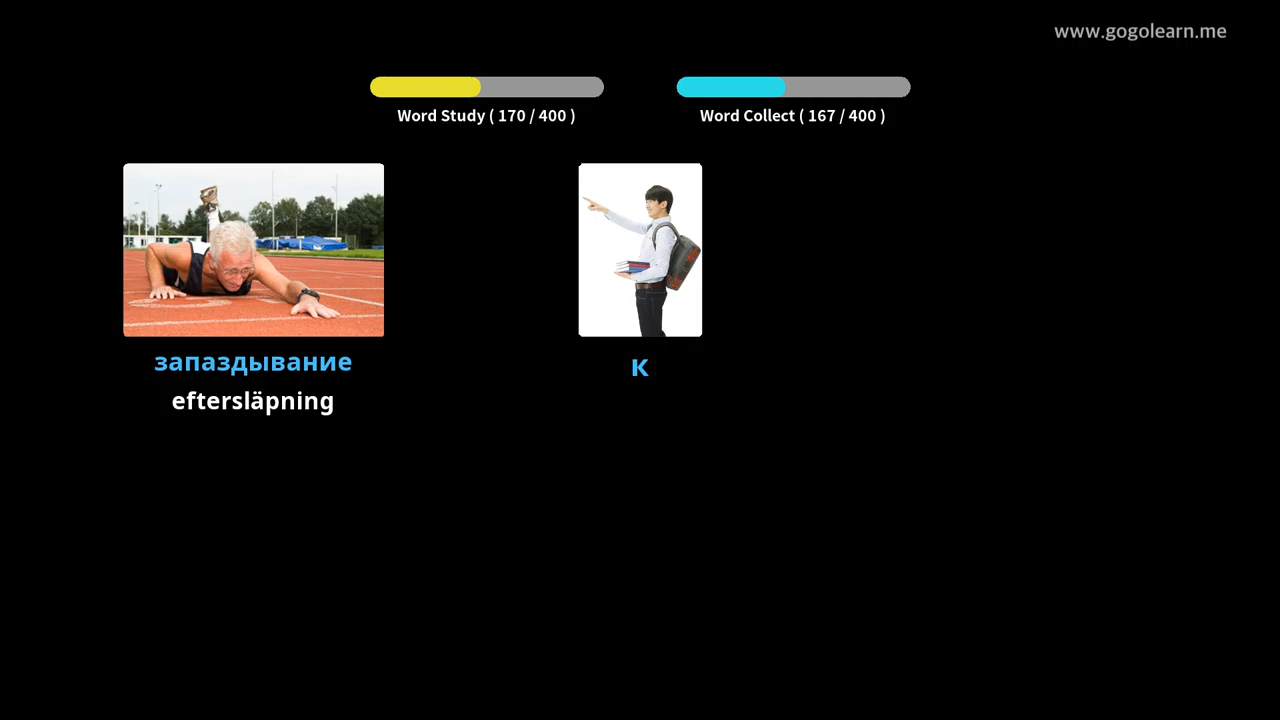 www.gogolearn.me
Word Study ( 170 / 400 )
Word Collect ( 167 / 400 )
запаздывание
eftersläpning
к